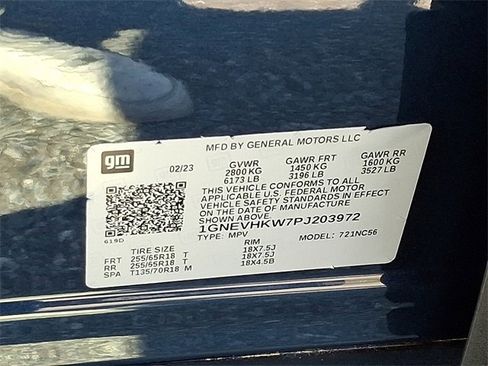 gm
MFD BY GENERAL MOTORS LLC
02/23 GVWR GAWR FRT GAWR RR
2800 KG 1450 KG 1600 KG
6173 LB 3196 LB 3527 LB
THIS VEHICLE CONFORMS TO ALL
APPLICABLE U.S. FEDERAL MOTOR
VEHICLE SAFETY STANDARDS IN EFFECT
ON THE DATE OF MANUFACTURE
SHOWN ABOVE.
1GNEVHKW7PJ203972
619D TYPE: MPV MODEL: 721NC56
TIRE SIZE RIM
FRT 255/65R18 T 18X7.5J
RR 255/65R18 T 18X7.5J
SPA T135/70R18 M 18X4.5B